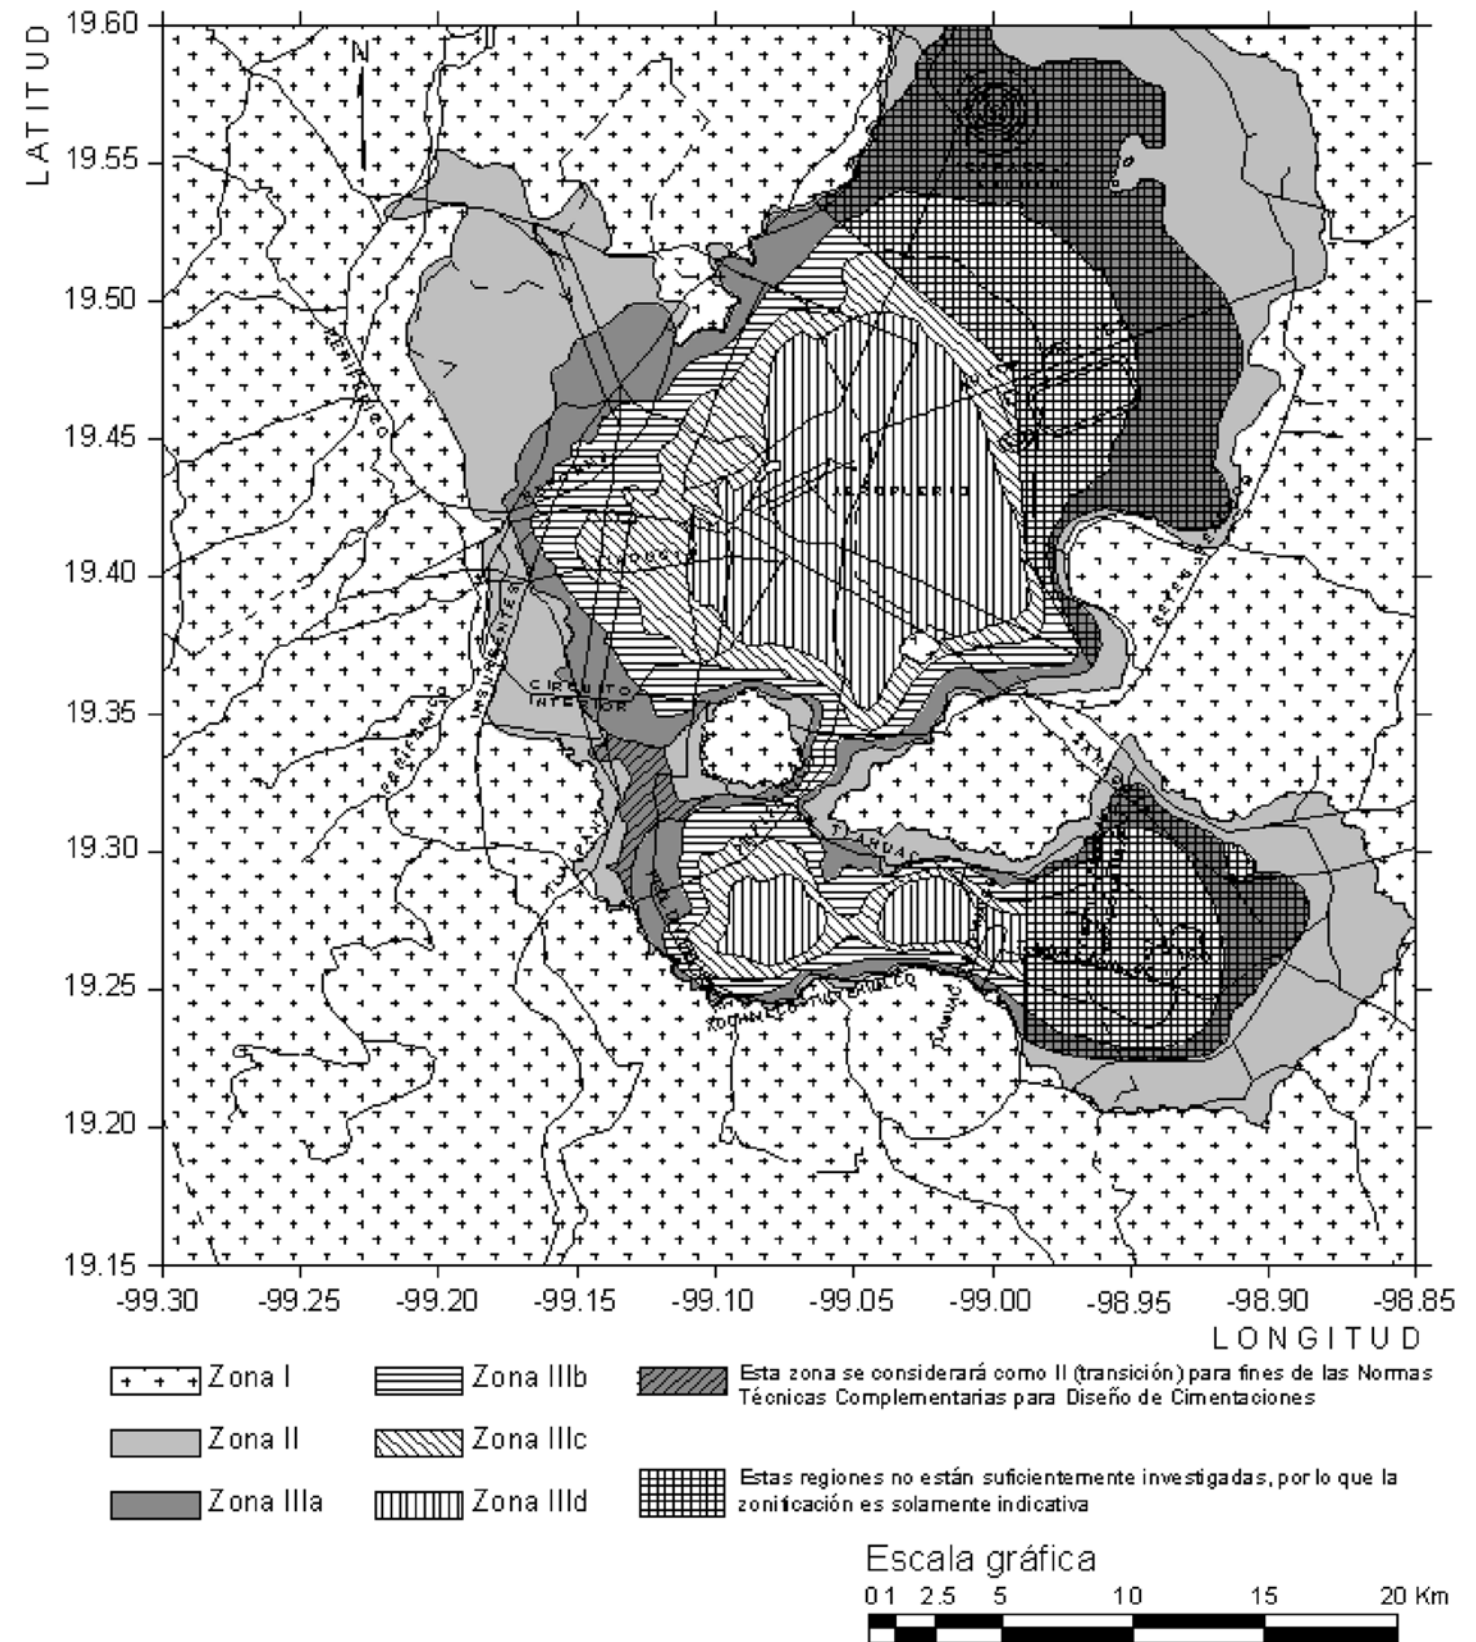 LATITUD
19.60
N
19.55
19.50
PERIFERICO
19.45
AEROPUERTO
19.40
INSURGENTES
CIRCUITO
INTERIOR
19.35
PERIFERICO
TLAHUAC
19.30
TLALPAN
19.25
TLAHUAC
19.20
19.15
-99.30 -99.25 -99.20 -99.15 -99.10 -99.05 -99.00 -98.95 -98.90 -98.85
LONGITUD
Zona I
Zona IIIb
Esta zona se considerará como II (transición) para fines de las Normas
Técnicas Complementarias para Diseño de Cimentaciones
Zona II
Zona IIIc
Estas regiones no están suficientemente investigadas, por lo que la
zonificación es solamente indicativa
Zona IIIa
Zona IIId
Escala gráfica
0 1 2.5 5 10 15 20 Km